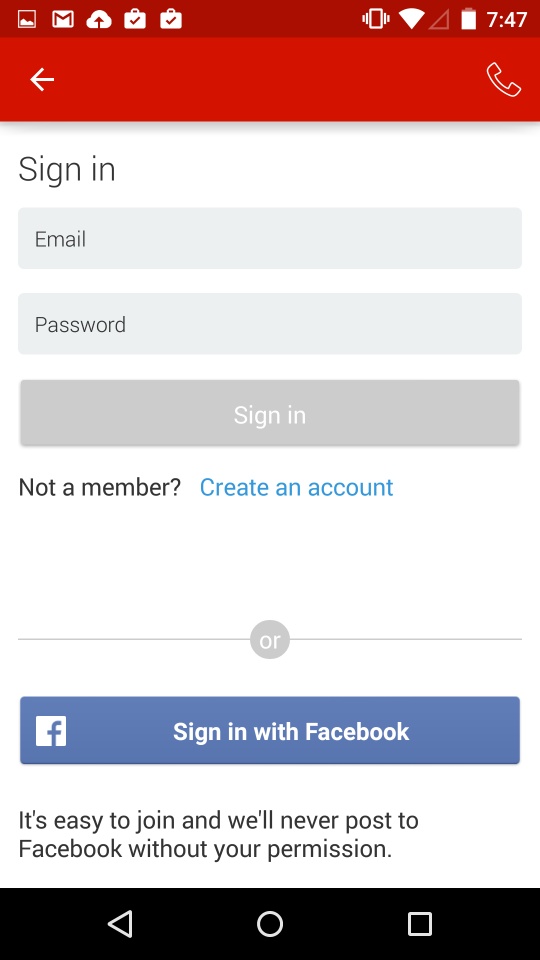 7:47
Sign in
Email
Password
Sign in
Not a member? Create an account
or
Sign in with Facebook
It's easy to join and we'll never post to
Facebook without your permission.